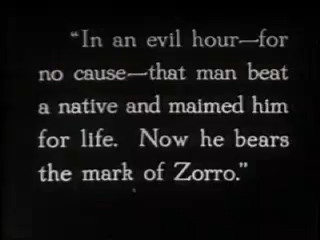 "In an evil hour—for
no cause—that man beat
a native and maimed him
for life. Now he bears
the mark of Zorro."